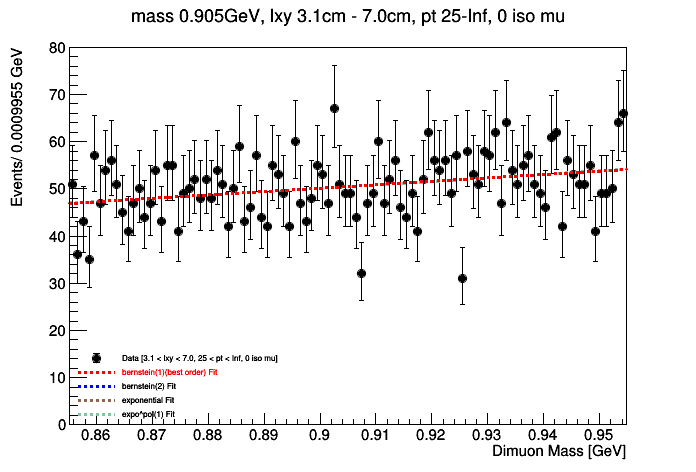 mass 0.905GeV, lxy 3.1cm - 7.0cm, pt 25-Inf, 0 iso mu
Events/ 0.0009955 GeV
80
70
60
50
40
30
20
10
0
Data [3.1 < lxy < 7.0, 25 < pt < Inf, 0 iso mu]
bernstein(1)(best order) Fit
bernstein(2) Fit
exponential Fit
expo*pol(1) Fit
0.86 0.87 0.88 0.89 0.9 0.91 0.92 0.93 0.94 0.95
Dimuon Mass [GeV]